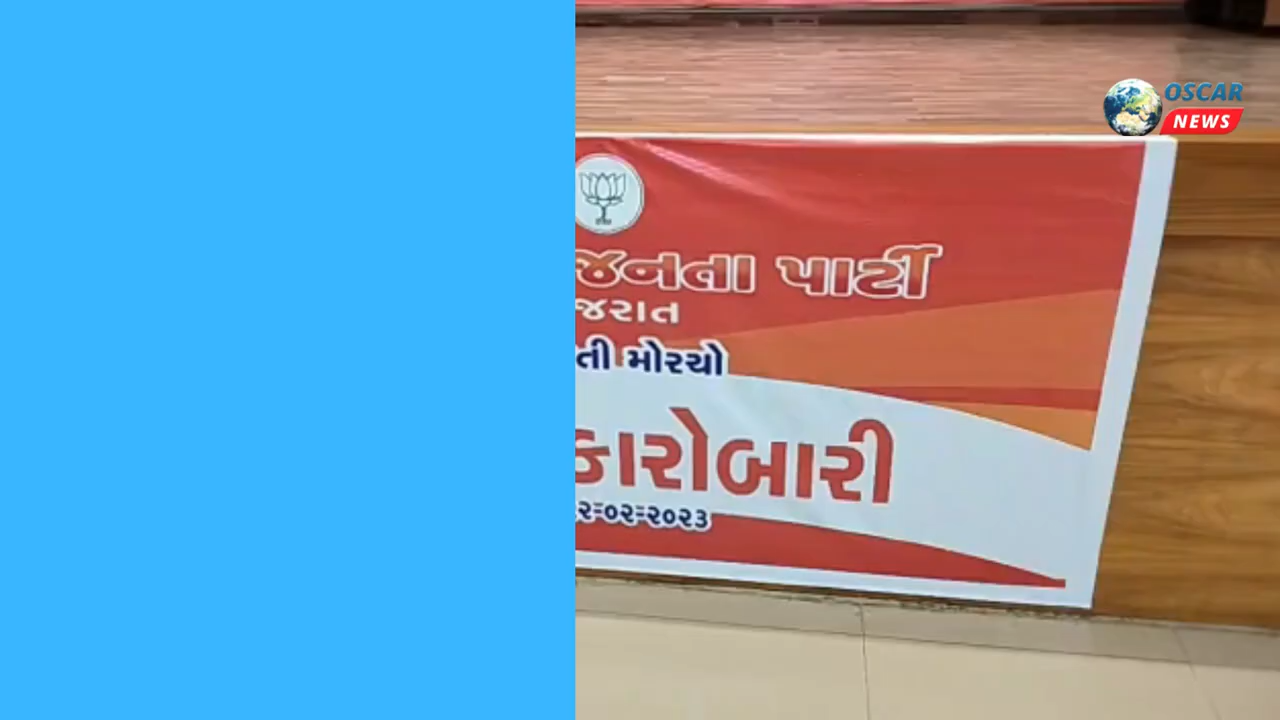 OSCAR
NEWS
જનતા પાર્ટી
જરાત
તી મોરચો
કારોબારી
૨-૦૨-૨૦૨૩